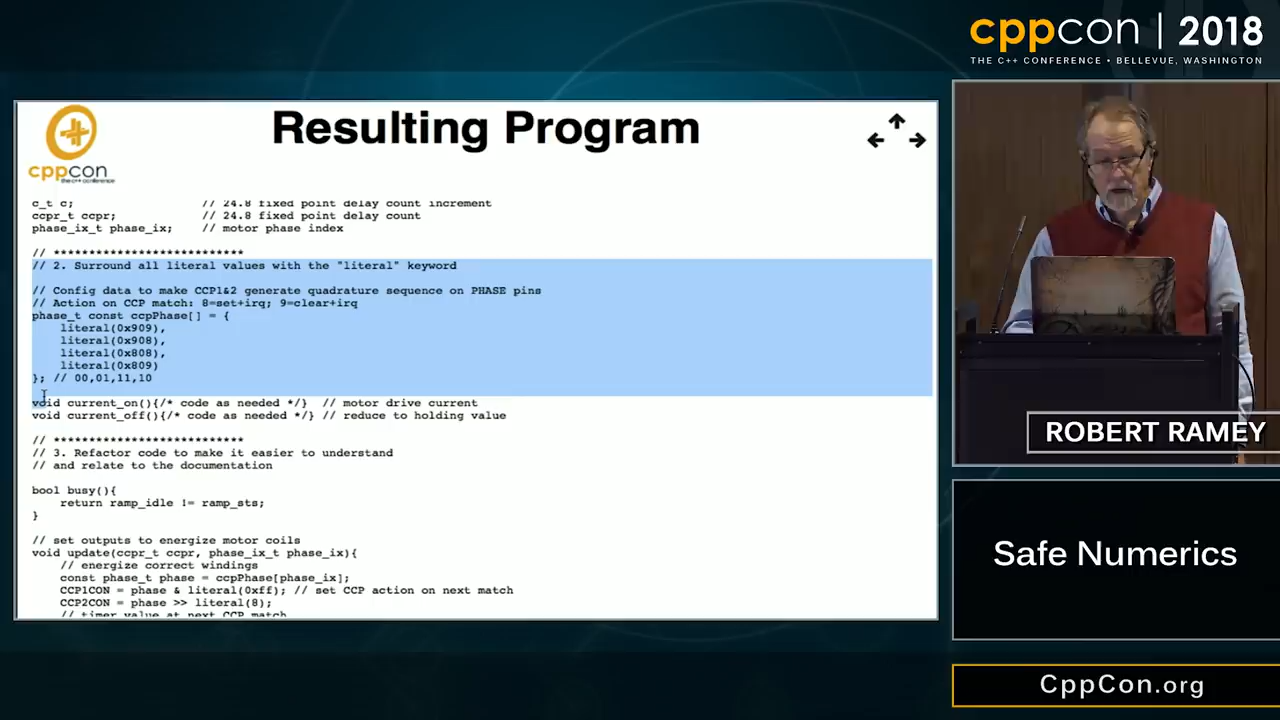 cppcon | 2018
THE C++ CONFERENCE • BELLEVUE, WASHINGTON
cppcon
the c++ conference
Resulting Program
c_t c; // 24.8 fixed point delay count increment
ccpr_t ccpr; // 24.8 fixed point delay count
phase_ix_t phase_ix; // motor phase index
// ***************************
// 2. Surround all literal values with the "literal" keyword
// Config data to make CCP1&2 generate quadrature sequence on PHASE pins
// Action on CCP match: 8=set+irq; 9=clear+irq
phase_t const ccpPhase[] = {
literal(0x909),
literal(0x908),
literal(0x808),
literal(0x809)
}; // 00,01,11,10
void current_on(){/* code as needed */} // motor drive current
void current_off(){/* code as needed */} // reduce to holding value
// ***************************
// 3. Refactor code to make it easier to understand
// and relate to the documentation
bool busy(){
return ramp_idle != ramp_sts;
}
// set outputs to energize motor coils
void update(ccpr_t ccpr, phase_ix_t phase_ix){
// energize correct windings
const phase_t phase = ccpPhase[phase_ix];
CCP1CON = phase & literal(0xff); // set CCP action on next match
CCP2CON = phase >> literal(8);
// timer value at next CCP match
ROBERT RAMEY
Safe Numerics
CppCon.org